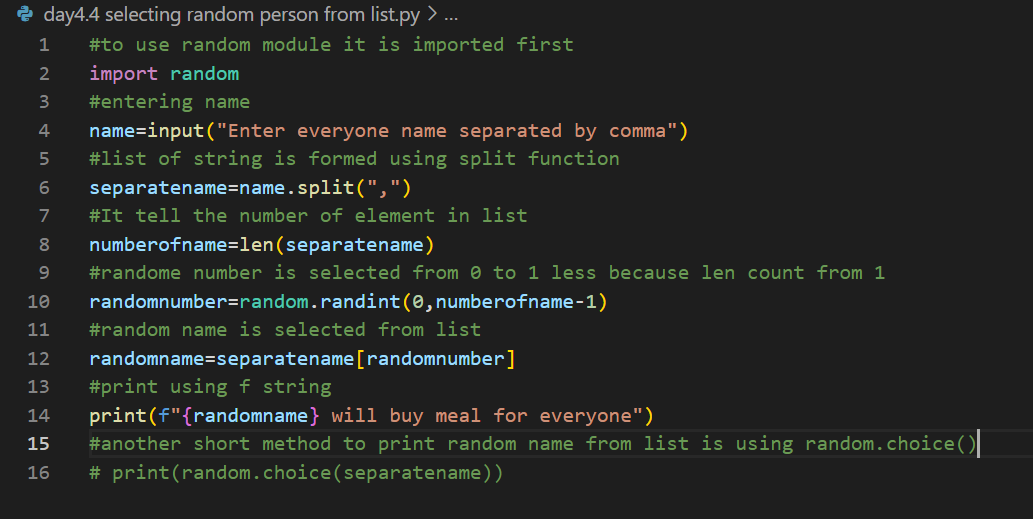 day4.4 selecting random person from list.py > ...
1 #to use random module it is imported first
2 import random
3 #entering name
4 name=input("Enter everyone name separated by comma")
5 #list of string is formed using split function
6 separatename=name.split(",")
7 #It tell the number of element in list
8 numberofname=len(separatename)
9 #randome number is selected from 0 to 1 less because len count from 1
10 randomnumber=random.randint(0,numberofname-1)
11 #random name is selected from list
12 randomname=separatename[randomnumber]
13 #print using f string
14 print(f"{randomname} will buy meal for everyone")
15 #another short method to print random name from list is using random.choice()
16 # print(random.choice(separatename))